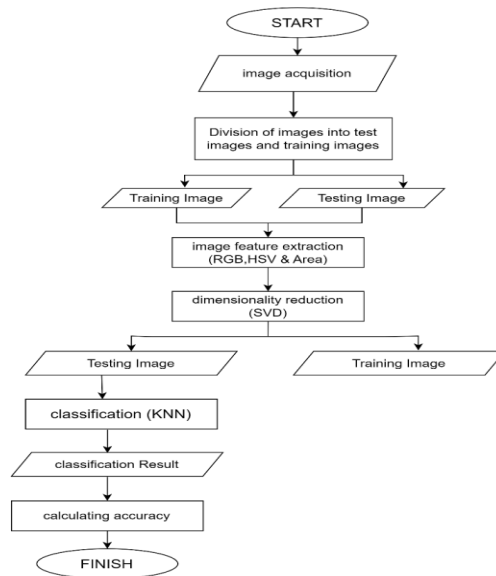 START
image acquisition
Division of images into test
images and training images
Training Image
Testing Image
image feature extraction
(RGB,HSV & Area)
dimensionality reduction
(SVD)
Testing Image
Training Image
classification (KNN)
classification Result
calculating accuracy
FINISH